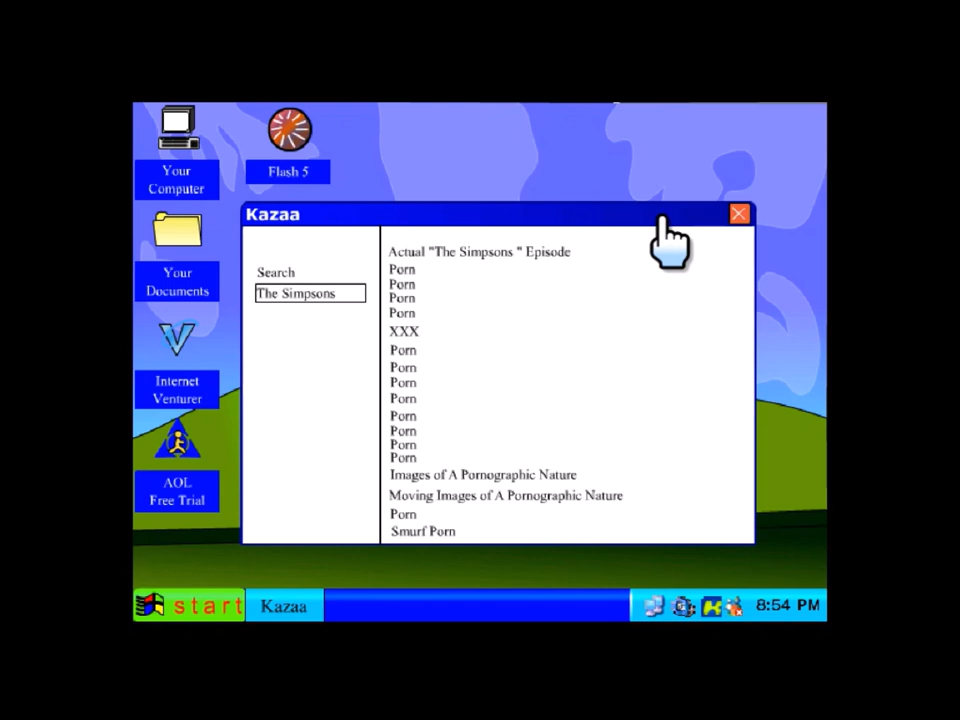 Your
Computer
Flash 5
Your
Documents
Internet
Venturer
AOL
Free Trial
Kazaa
Search
The Simpsons
Actual "The Simpsons " Episode
Porn
Porn
Porn
Porn
XXX
Porn
Porn
Porn
Porn
Porn
Porn
Porn
Porn
Images of A Pornographic Nature
Moving Images of A Pornographic Nature
Porn
Smurf Porn
start
Kazaa
8:54 PM